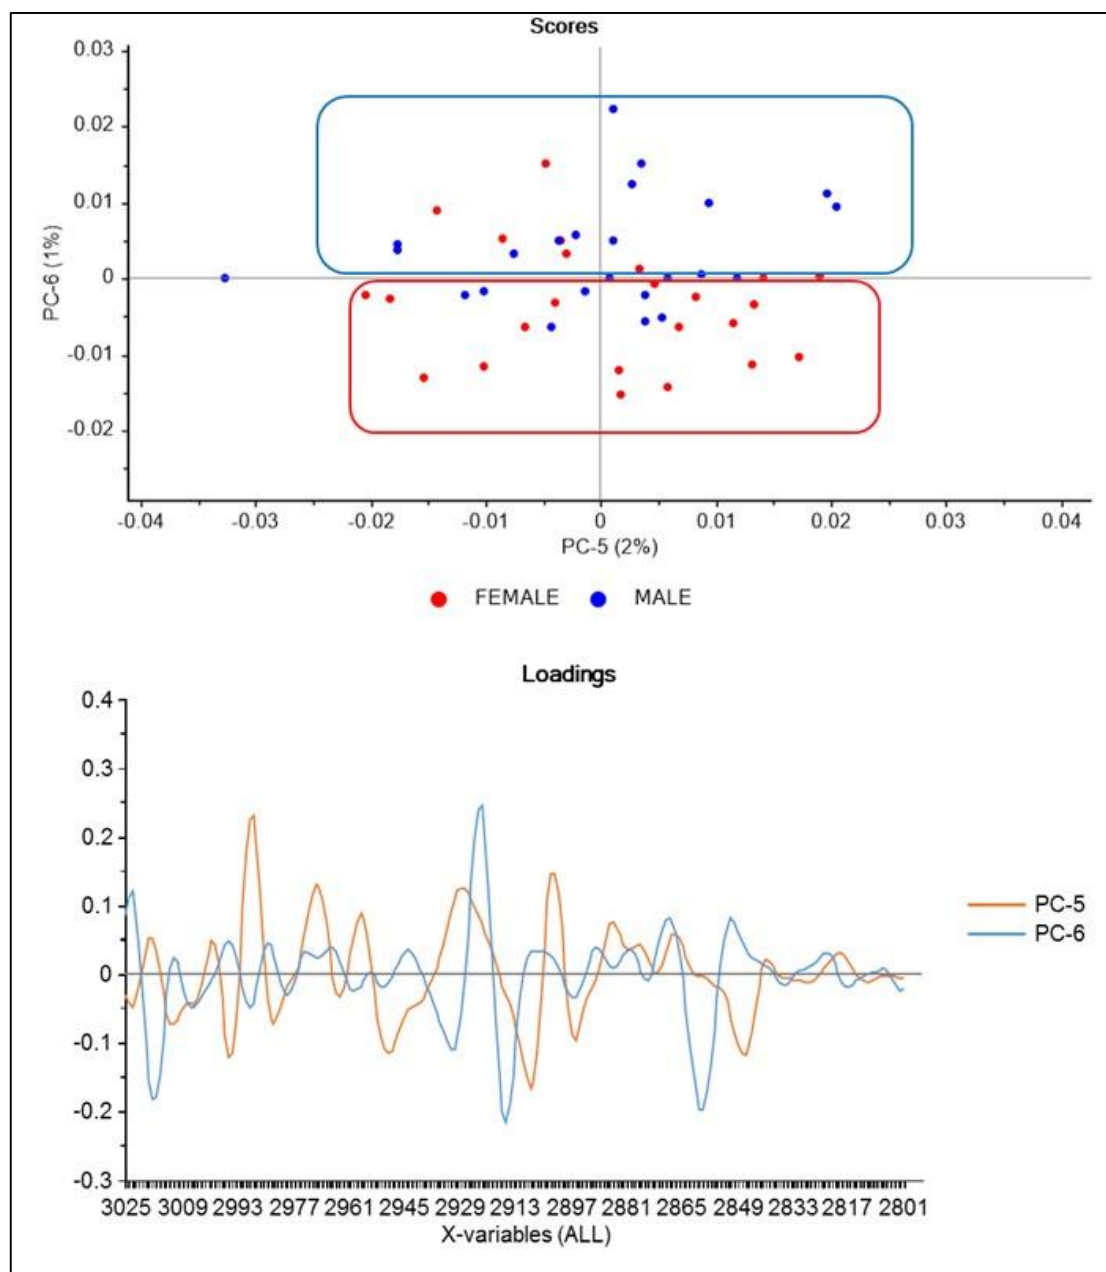 Scores
0.03
0.02
0.01
0
-0.01
-0.02
PC-6 (1%)
-0.04 -0.03 -0.02 -0.01 0 0.01 0.02 0.03 0.04
PC-5 (2%)
FEMALE MALE
Loadings
0.4
0.3
0.2
0.1
0
-0.1
-0.2
-0.3
PC-5
PC-6
3025 3009 2993 2977 2961 2945 2929 2913 2897 2881 2865 2849 2833 2817 2801
X-variables (ALL)